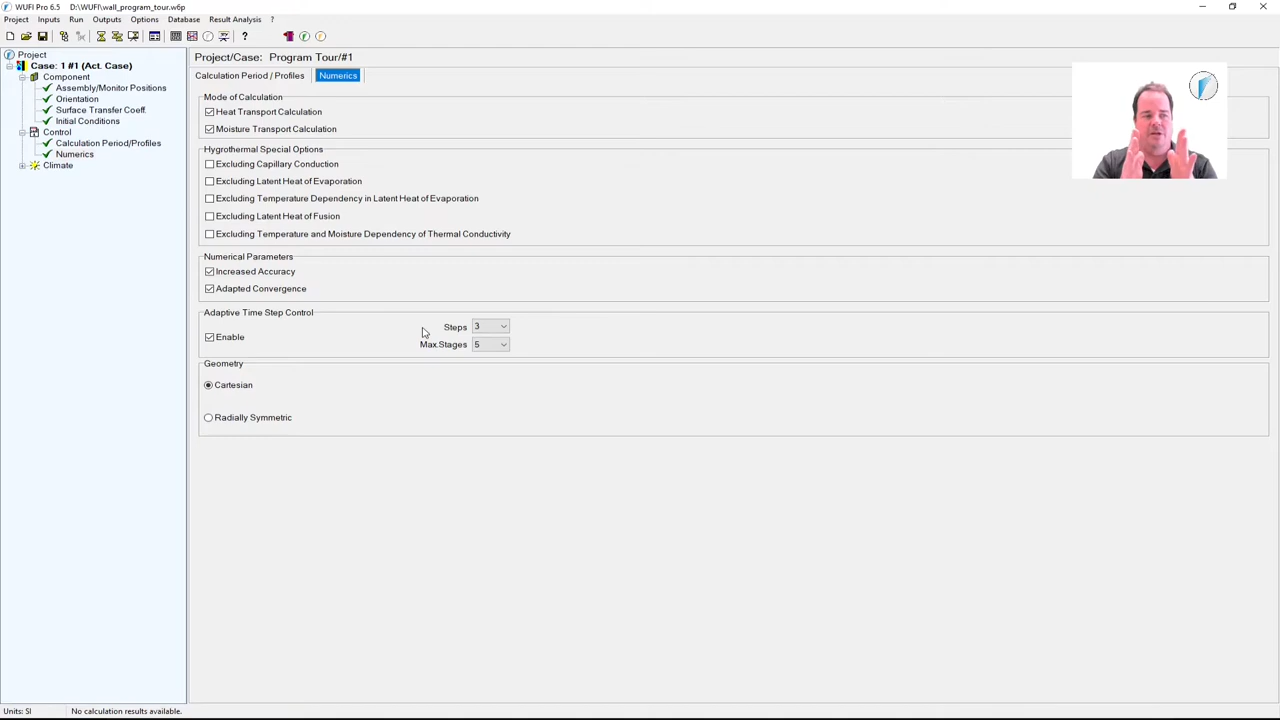 WUFI Pro 6.5 D:\WUFI\wall_program_tour.w6p
Project Inputs Run Outputs Options Database Result Analysis ?
Project
Case: 1 #1 (Act. Case)
Component
Assembly/Monitor Positions
Orientation
Surface Transfer Coeff.
Initial Conditions
Control
Calculation Period/Profiles
Numerics
Climate
Project/Case: Program Tour/#1
Calculation Period / Profiles Numerics
Mode of Calculation
Heat Transport Calculation
Moisture Transport Calculation
Hygrothermal Special Options
Excluding Capillary Conduction
Excluding Latent Heat of Evaporation
Excluding Temperature Dependency in Latent Heat of Evaporation
Excluding Latent Heat of Fusion
Excluding Temperature and Moisture Dependency of Thermal Conductivity
Numerical Parameters
Increased Accuracy
Adapted Convergence
Adaptive Time Step Control
Enable
Steps 3
Max.Stages 5
Geometry
Cartesian
Radially Symmetric
Units: SI No calculation results available.